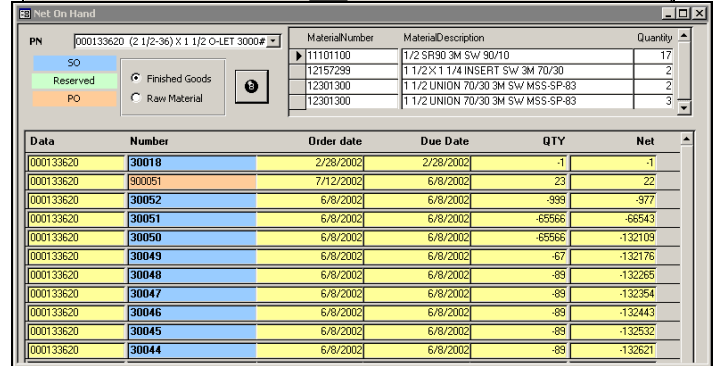 Net On Hand
PN 000133620 (2 1/2-36) X 1 1/2 O-LET 3000#
SO
Reserved
PO
Finished Goods
Raw Material
MaterialNumber MaterialDescription Quantity
11101100 1/2 SR90 3M SW 90/10 17
12157299 1 1/2 X 1 1/4 INSERT SW 3M 70/30 2
12301300 1 1/2 UNION 70/30 3M SW MSS-SP-83 2
12301300 1 1/2 UNION 70/30 3M SW MSS-SP-83 3
Data Number Order date Due Date QTY Net
000133620 30018 2/28/2002 2/28/2002 -1 -1
000133620 900051 7/12/2002 6/8/2002 23 22
000133620 30052 6/8/2002 6/8/2002 -999 -977
000133620 30051 6/8/2002 6/8/2002 -65566 -66543
000133620 30050 6/8/2002 6/8/2002 -65566 -132109
000133620 30049 6/8/2002 6/8/2002 -67 -132176
000133620 30048 6/8/2002 6/8/2002 -89 -132265
000133620 30047 6/8/2002 6/8/2002 -89 -132354
000133620 30046 6/8/2002 6/8/2002 -89 -132443
000133620 30045 6/8/2002 6/8/2002 -89 -132532
000133620 30044 6/8/2002 6/8/2002 -89 -132621